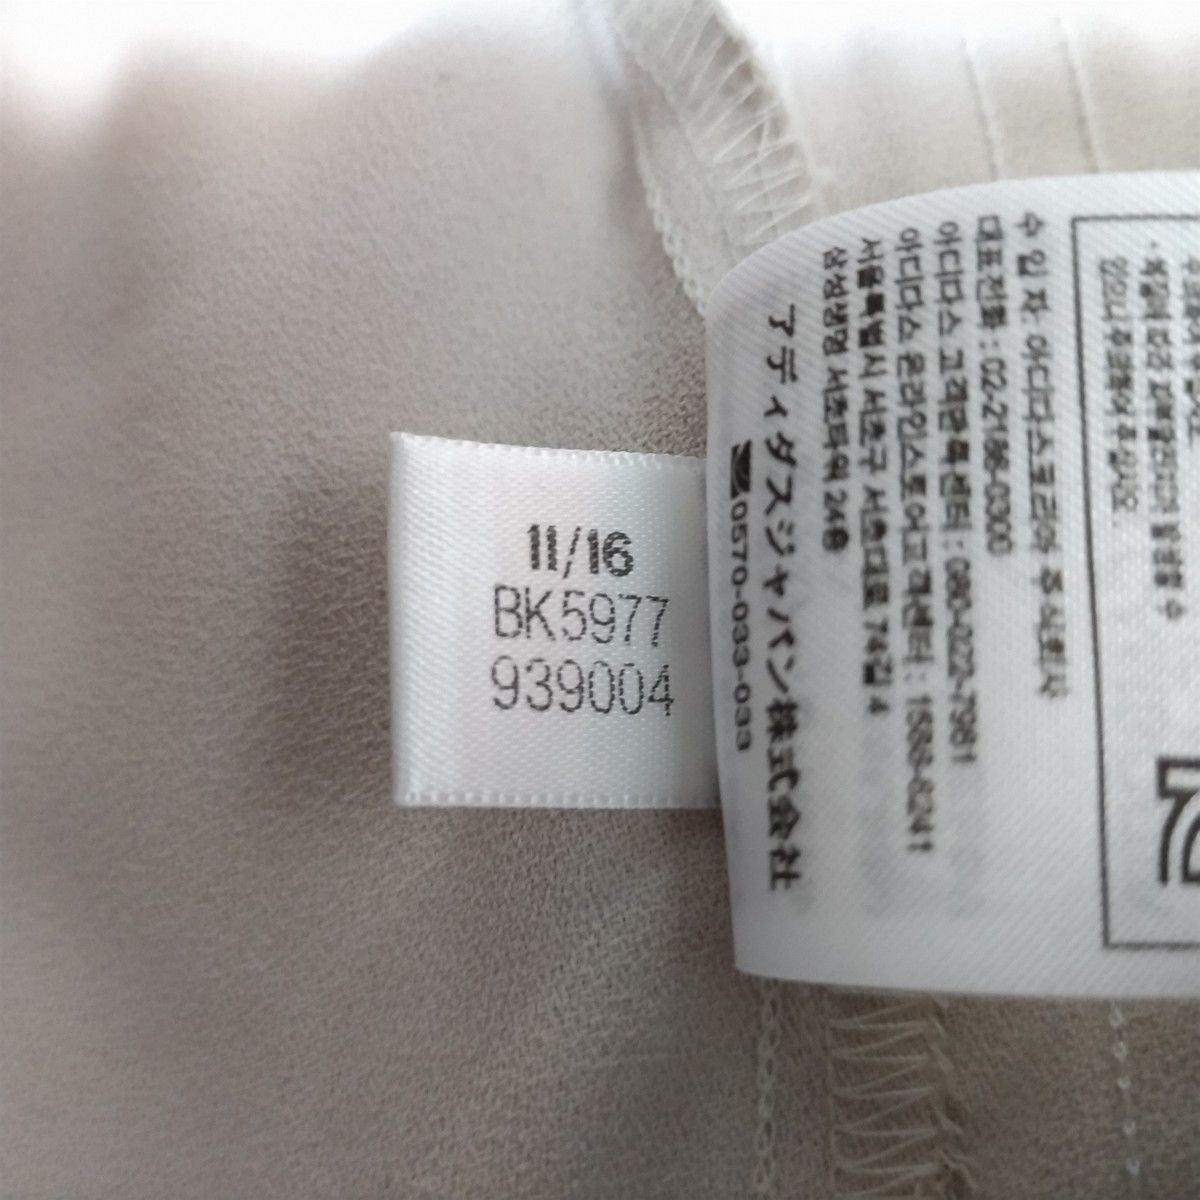 11/16
BK5977
939004
수 입 자: 아디다스코리아 주식회사
대표전화 : 02-2186-0300
아디다스 고객만족센터 : 080-022-7981
아디다스 온라인스토어고객센터 : 1588-8241
서울특별시 서초구 서초대로 74길 4
삼성생명 서초타워 24층
アディダスジャパン株式会社
0570-033-033